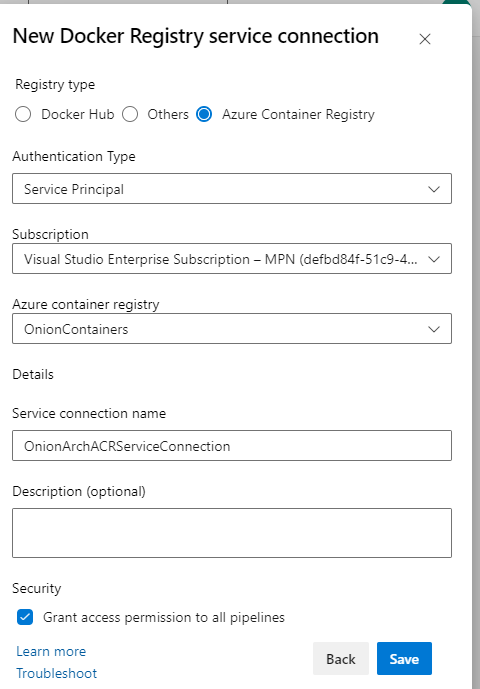 New Docker Registry service connection
Registry type
Docker Hub Others Azure Container Registry
Authentication Type
Service Principal
Subscription
Visual Studio Enterprise Subscription – MPN (defbd84f-51c9-4...
Azure container registry
OnionContainers
Details
Service connection name
OnionArchACRServiceConnection
Description (optional)
Security
Grant access permission to all pipelines
Learn more
Troubleshoot
Back Save